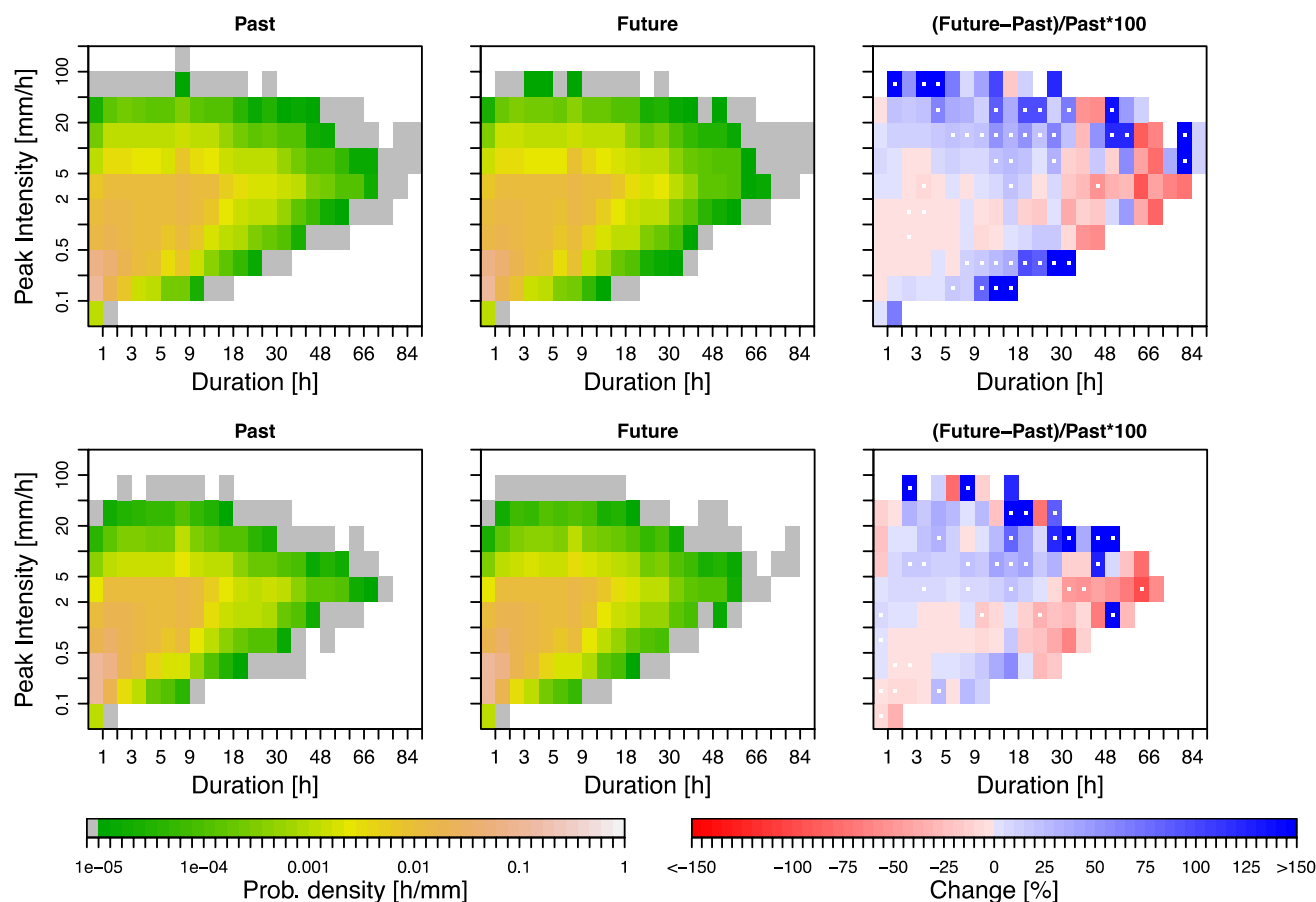 Past Future (Future−Past)/Past*100
Peak Intensity [mm/h]
100
20
5
2
0.5
0.1
1 3 5 9 18 30 48 66 84 1 3 5 9 18 30 48 66 84 1 3 5 9 18 30 48 66 84
Duration [h] Duration [h] Duration [h]
Past Future (Future−Past)/Past*100
Peak Intensity [mm/h]
100
20
5
2
0.5
0.1
1 3 5 9 18 30 48 66 84 1 3 5 9 18 30 48 66 84 1 3 5 9 18 30 48 66 84
Duration [h] Duration [h] Duration [h]
1e−05 1e−04 0.001 0.01 0.1 1 <−150 −100 −75 −50 −25 0 25 50 75 100 125 >150
Prob. density [h/mm] Change [%]